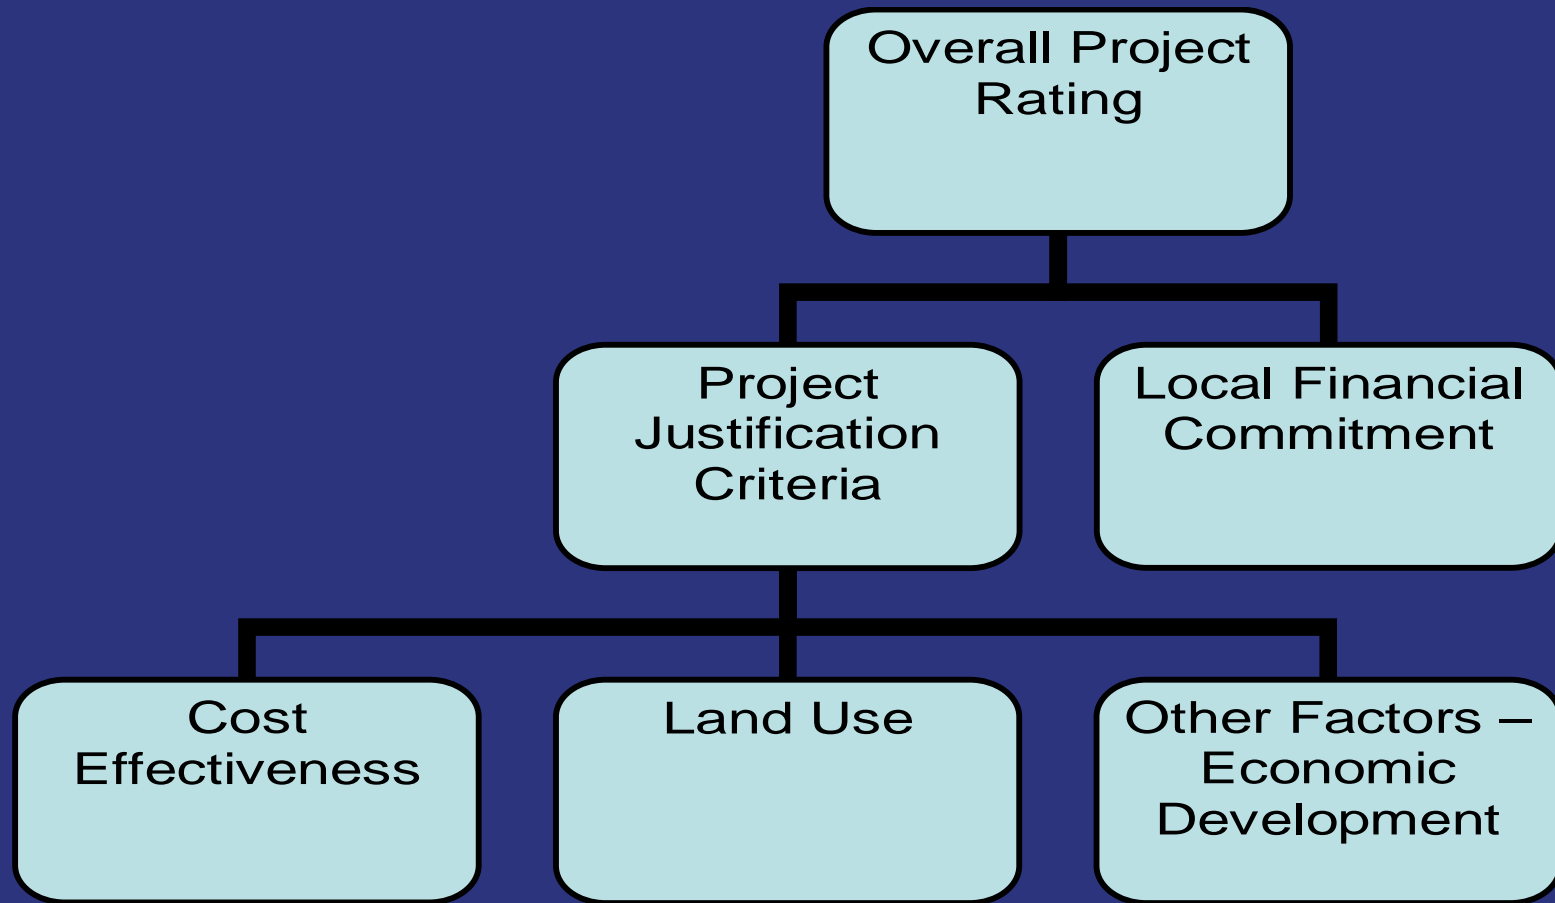 Overall Project
Rating
Project
Justification
Criteria
Local Financial
Commitment
Cost
Effectiveness
Land Use
Other Factors –
Economic
Development